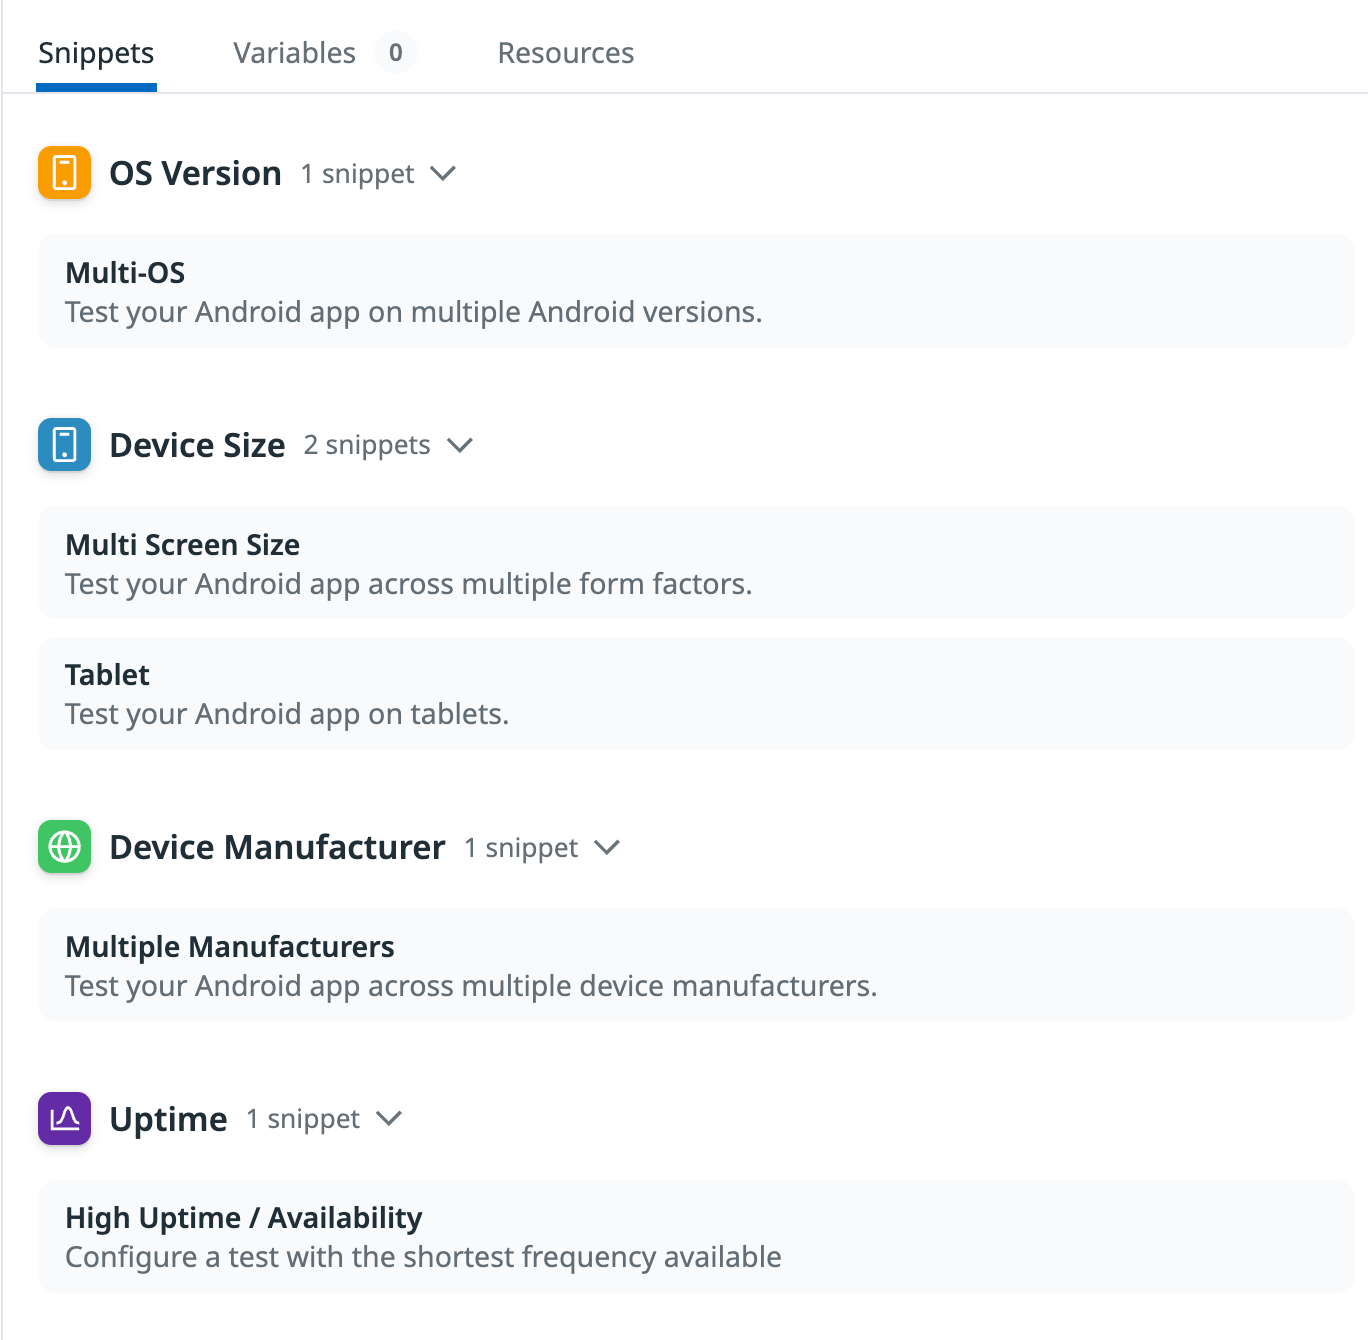 Snippets Variables 0 Resources
OS Version 1 snippet
Multi-OS
Test your Android app on multiple Android versions.
Device Size 2 snippets
Multi Screen Size
Test your Android app across multiple form factors.
Tablet
Test your Android app on tablets.
Device Manufacturer 1 snippet
Multiple Manufacturers
Test your Android app across multiple device manufacturers.
Uptime 1 snippet
High Uptime / Availability
Configure a test with the shortest frequency available